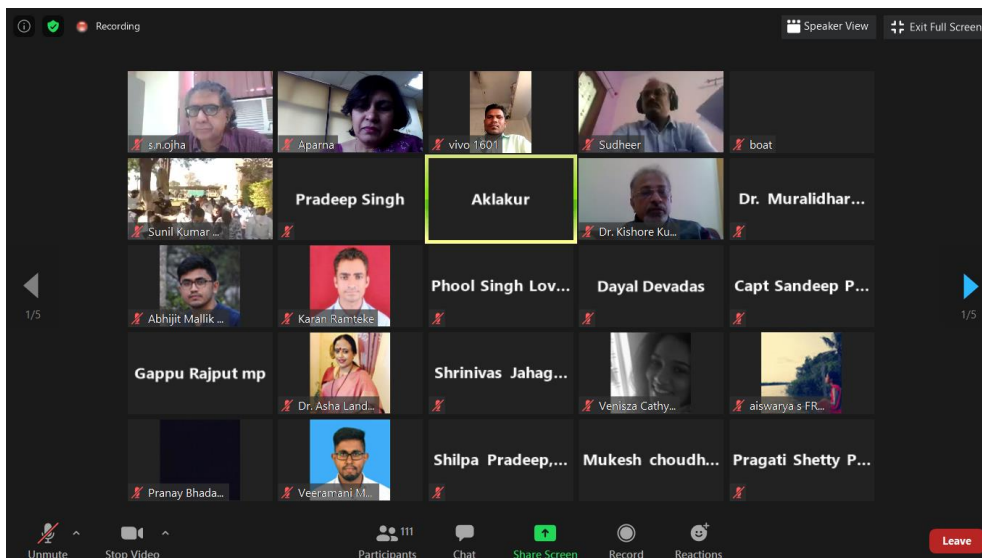 Recording
Speaker View
Exit Full Screen
s.n.ojha
Aparna
vivo 1601
Sudheer
boat
Sunil Kumar ...
Pradeep Singh
Aklakur
Dr. Kishore Ku...
Dr. Muralidhar...
Abhijit Mallik ...
Karan Ramteke
Phool Singh Lov...
Dayal Devadas
Capt Sandeep P...
1/5
1/5
Gappu Rajput mp
Dr. Asha Land...
Shrinivas Jahag...
Venisza Cathy...
aiswarya s FR...
Pranay Bhada...
Veeramani M...
Shilpa Pradeep,...
Mukesh choudh...
Pragati Shetty P...
Unmute
Stop Video
Participants
111
Chat
Share Screen
Record
Reactions
Leave